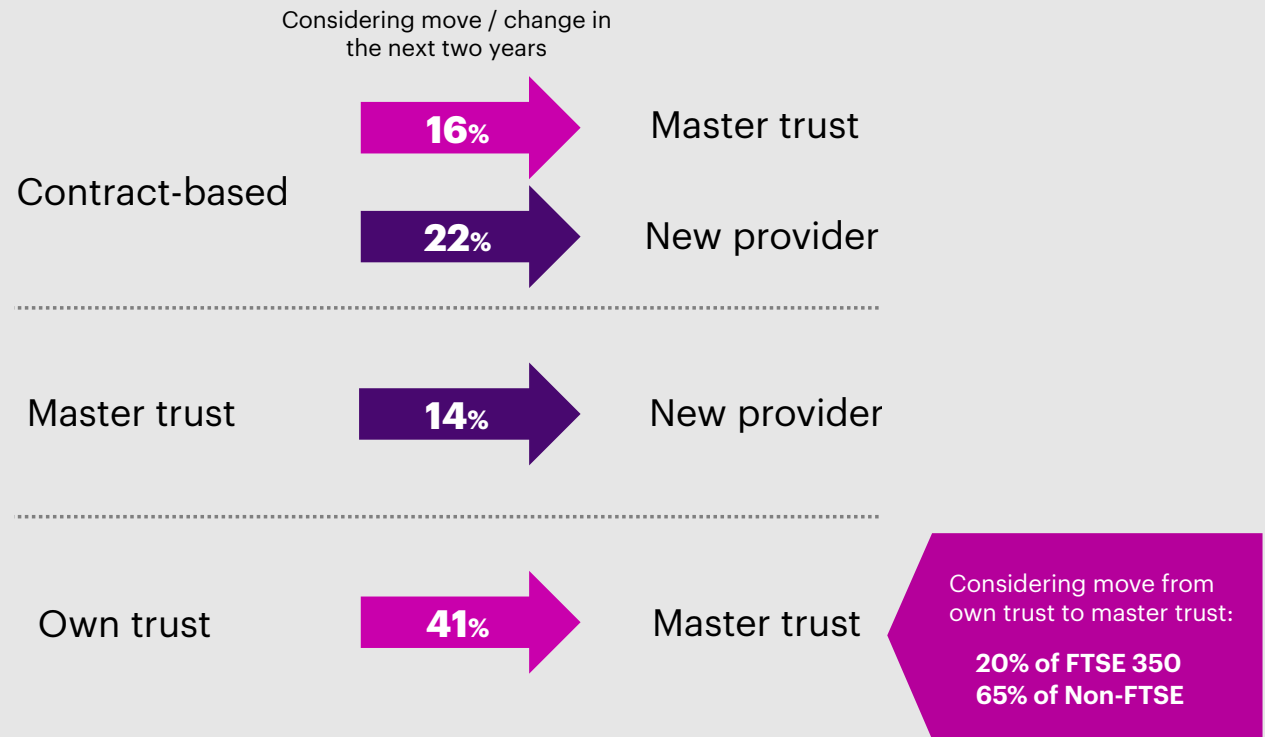 Considering move / change in
the next two years
Contract-based
16%
Master trust
22%
New provider
Master trust
14%
New provider
Own trust
41%
Master trust
Considering move from
own trust to master trust:
20% of FTSE 350
65% of Non-FTSE